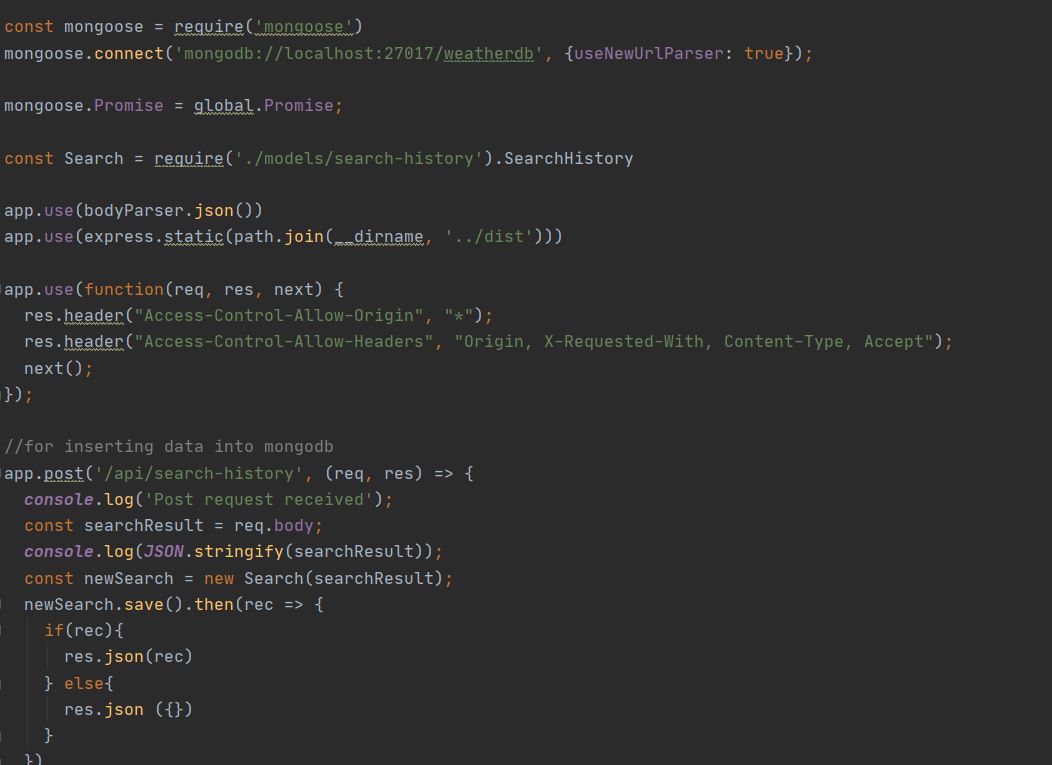 const mongoose = require('mongoose')
mongoose.connect('mongodb://localhost:27017/weatherdb', {useNewUrlParser: true});
mongoose.Promise = global.Promise;
const Search = require('./models/search-history').SearchHistory
app.use(bodyParser.json())
app.use(express.static(path.join(__dirname, '../dist')))
app.use(function(req, res, next) {
  res.header("Access-Control-Allow-Origin", "*");
  res.header("Access-Control-Allow-Headers", "Origin, X-Requested-With, Content-Type, Accept");
  next();
});
//for inserting data into mongodb
app.post('/api/search-history', (req, res) => {
  console.log('Post request received');
  const searchResult = req.body;
  console.log(JSON.stringify(searchResult));
  const newSearch = new Search(searchResult);
  newSearch.save().then(rec => {
    if(rec){
      res.json(rec)
    } else{
      res.json ({})
    }
  })